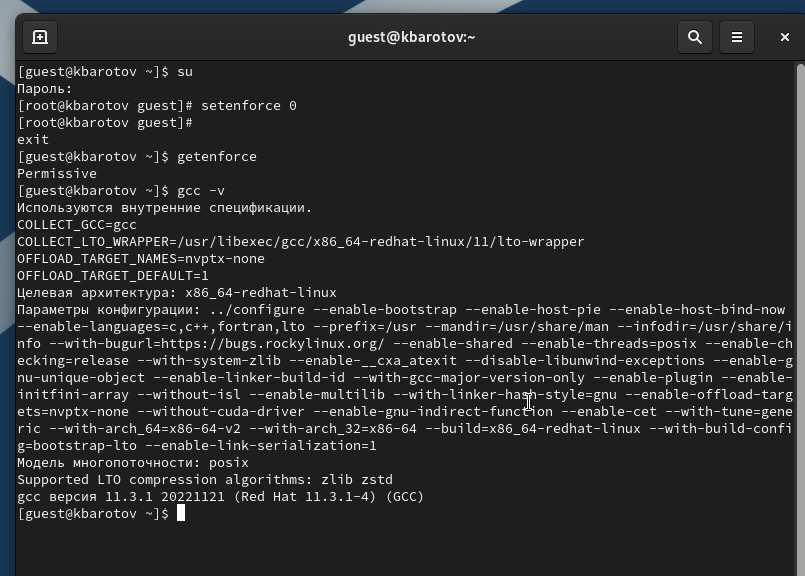 guest@kbarotov:~
[guest@kbarotov ~]$ su
Пароль:
[root@kbarotov guest]# setenforce 0
[root@kbarotov guest]#
exit
[guest@kbarotov ~]$ getenforce
Permissive
[guest@kbarotov ~]$ gcc -v
Используются внутренние спецификации.
COLLECT_GCC=gcc
COLLECT_LTO_WRAPPER=/usr/libexec/gcc/x86_64-redhat-linux/11/lto-wrapper
OFFLOAD_TARGET_NAMES=nvptx-none
OFFLOAD_TARGET_DEFAULT=1
Целевая архитектура: x86_64-redhat-linux
Параметры конфигурации: ../configure --enable-bootstrap --enable-host-pie --enable-host-bind-now
--enable-languages=c,c++,fortran,lto --prefix=/usr --mandir=/usr/share/man --infodir=/usr/share/i
nfo --with-bugurl=https://bugs.rockylinux.org/ --enable-shared --enable-threads=posix --enable-ch
ecking=release --with-system-zlib --enable-__cxa_atexit --disable-libunwind-exceptions --enable-g
nu-unique-object --enable-linker-build-id --with-gcc-major-version-only --enable-plugin --enable-
initfini-array --without-isl --enable-multilib --with-linker-hash-style=gnu --enable-offload-targ
ets=nvptx-none --without-cuda-driver --enable-gnu-indirect-function --enable-cet --with-tune=gene
ric --with-arch_64=x86-64-v2 --with-arch_32=x86-64 --build=x86_64-redhat-linux --with-build-confi
g=bootstrap-lto --enable-link-serialization=1
Модель многопоточности: posix
Supported LTO compression algorithms: zlib zstd
gcc версия 11.3.1 20221121 (Red Hat 11.3.1-4) (GCC)
[guest@kbarotov ~]$